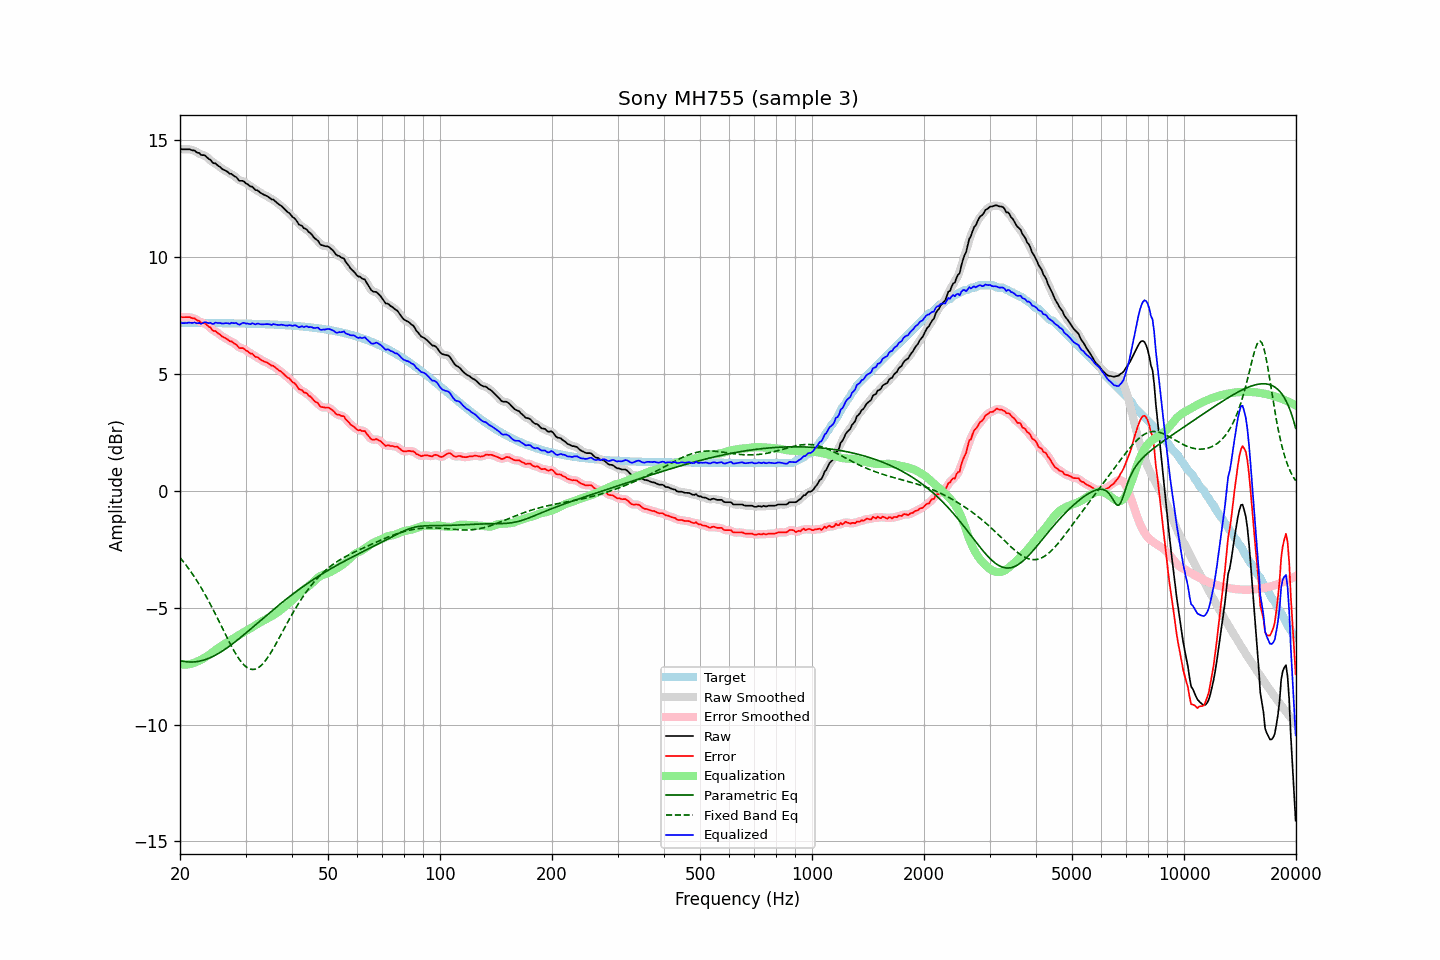 Sony MH755 (sample 3)
15
10
5
0
−5
−10
−15
Amplitude (dBr)
Target
Raw Smoothed
Error Smoothed
Raw
Error
Equalization
Parametric Eq
Fixed Band Eq
Equalized
20 50 100 200 500 1000 2000 5000 10000 20000
Frequency (Hz)